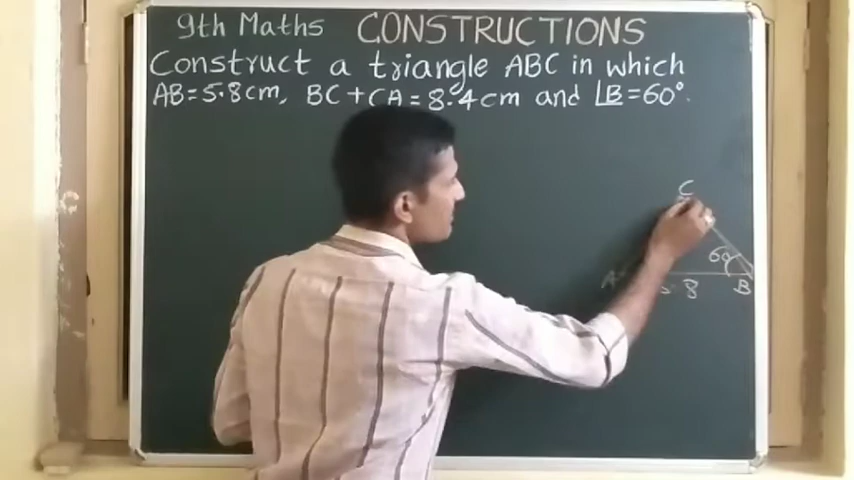 9th Maths CONSTRUCTIONS
Construct a triangle ABC in which
AB=5.8cm, BC+CA=8.4cm and ∠B=60°.
C
60
A
5.8
B